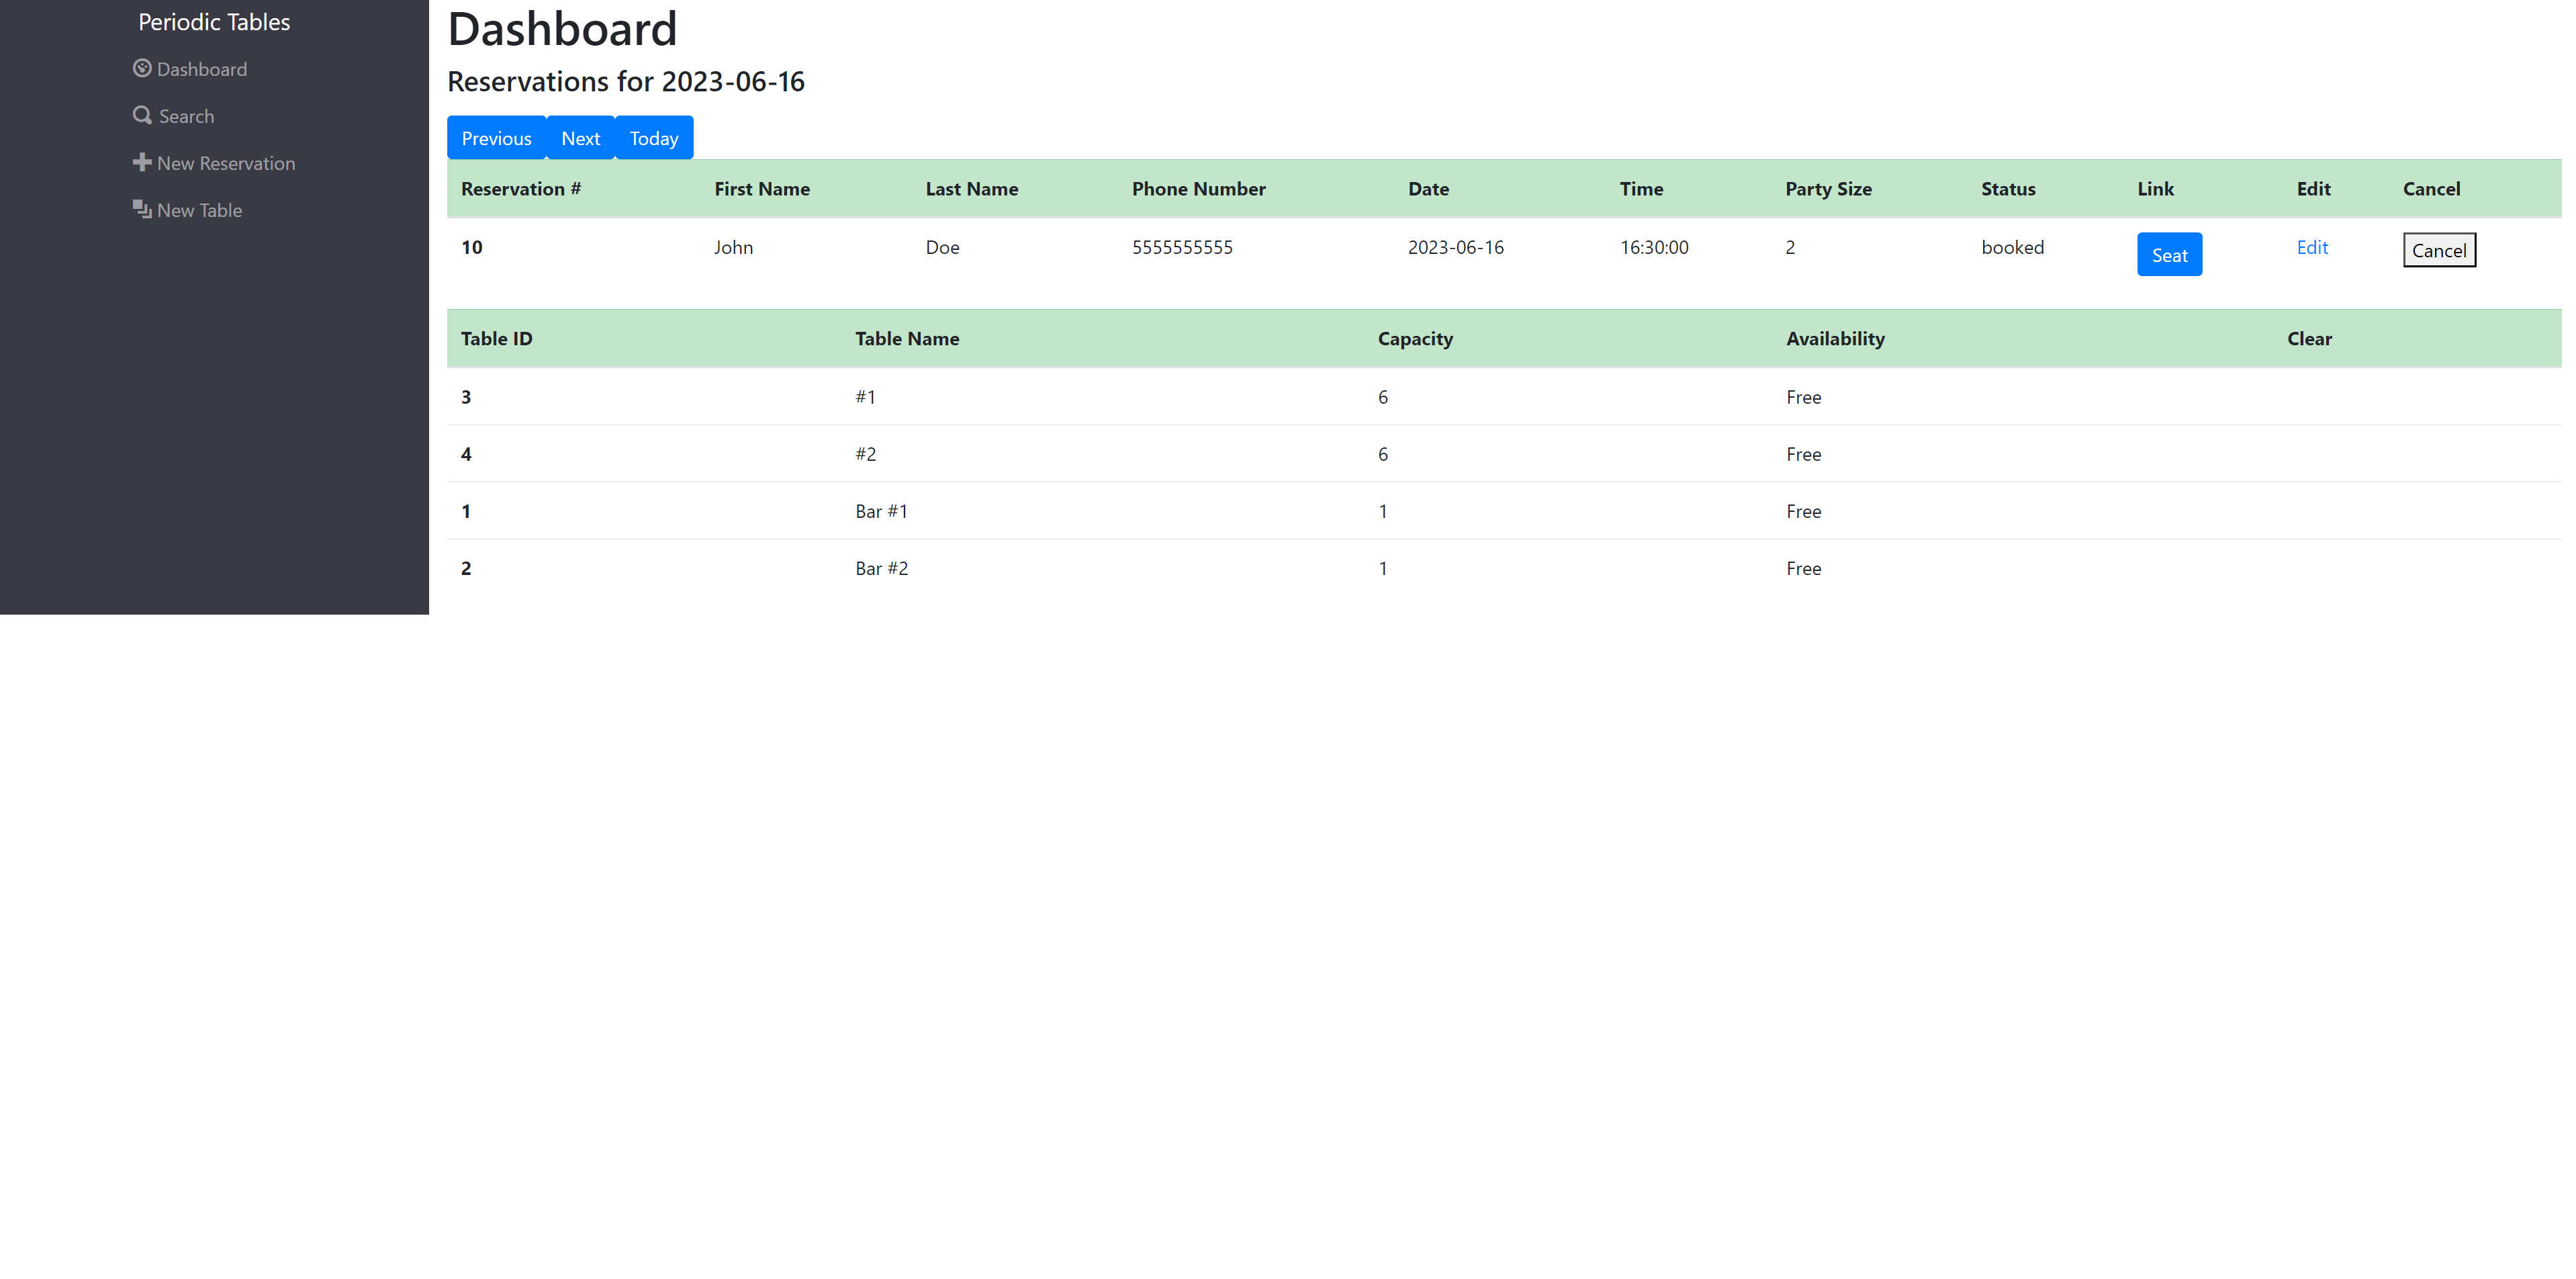 Periodic Tables
Dashboard
Search
New Reservation
New Table
Dashboard
Reservations for 2023-06-16
Previous Next Today
Reservation # First Name Last Name Phone Number Date Time Party Size Status Link Edit Cancel
10 John Doe 5555555555 2023-06-16 16:30:00 2 booked Seat Edit Cancel
Table ID Table Name Capacity Availability Clear
3 #1 6 Free
4 #2 6 Free
1 Bar #1 1 Free
2 Bar #2 1 Free